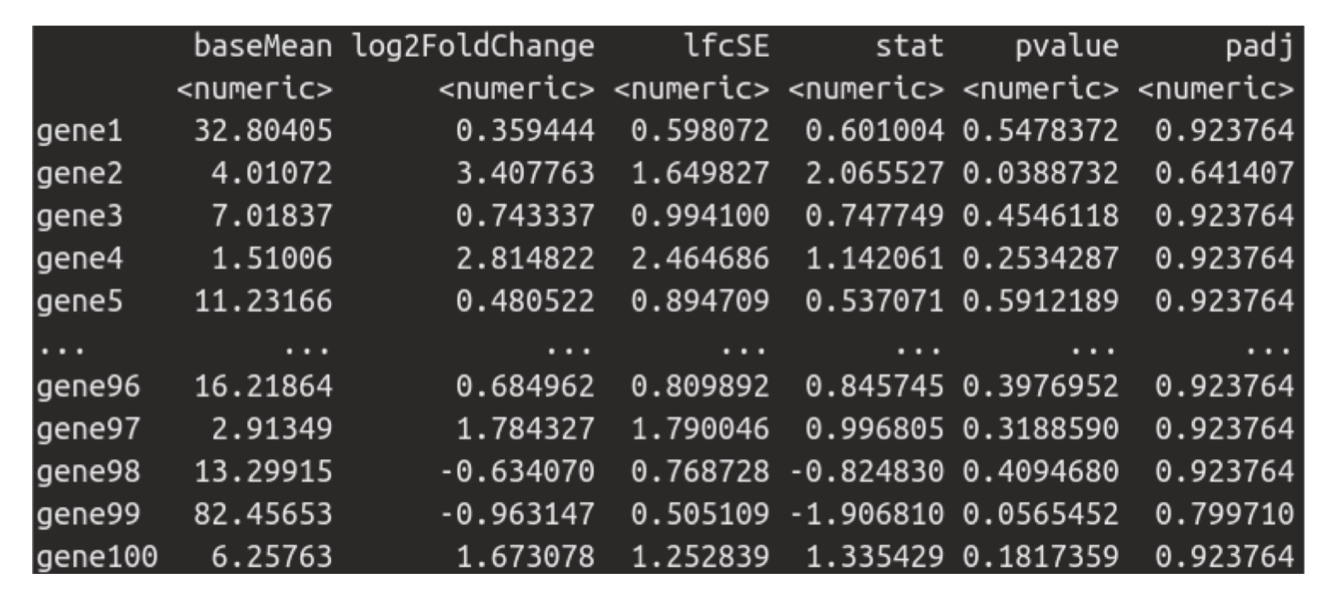 baseMean log2FoldChange lfcSE stat pvalue padj
<numeric> <numeric> <numeric> <numeric> <numeric> <numeric>
gene1 32.80405 0.359444 0.598072 0.601004 0.5478372 0.923764
gene2 4.01072 3.407763 1.649827 2.065527 0.0388732 0.641407
gene3 7.01837 0.743337 0.994100 0.747749 0.4546118 0.923764
gene4 1.51006 2.814822 2.464686 1.142061 0.2534287 0.923764
gene5 11.23166 0.480522 0.894709 0.537071 0.5912189 0.923764
... ... ... ... ... ... ...
gene96 16.21864 0.684962 0.809892 0.845745 0.3976952 0.923764
gene97 2.91349 1.784327 1.790046 0.996805 0.3188590 0.923764
gene98 13.29915 -0.634070 0.768728 -0.824830 0.4094680 0.923764
gene99 82.45653 -0.963147 0.505109 -1.906810 0.0565452 0.799710
gene100 6.25763 1.673078 1.252839 1.335429 0.1817359 0.923764